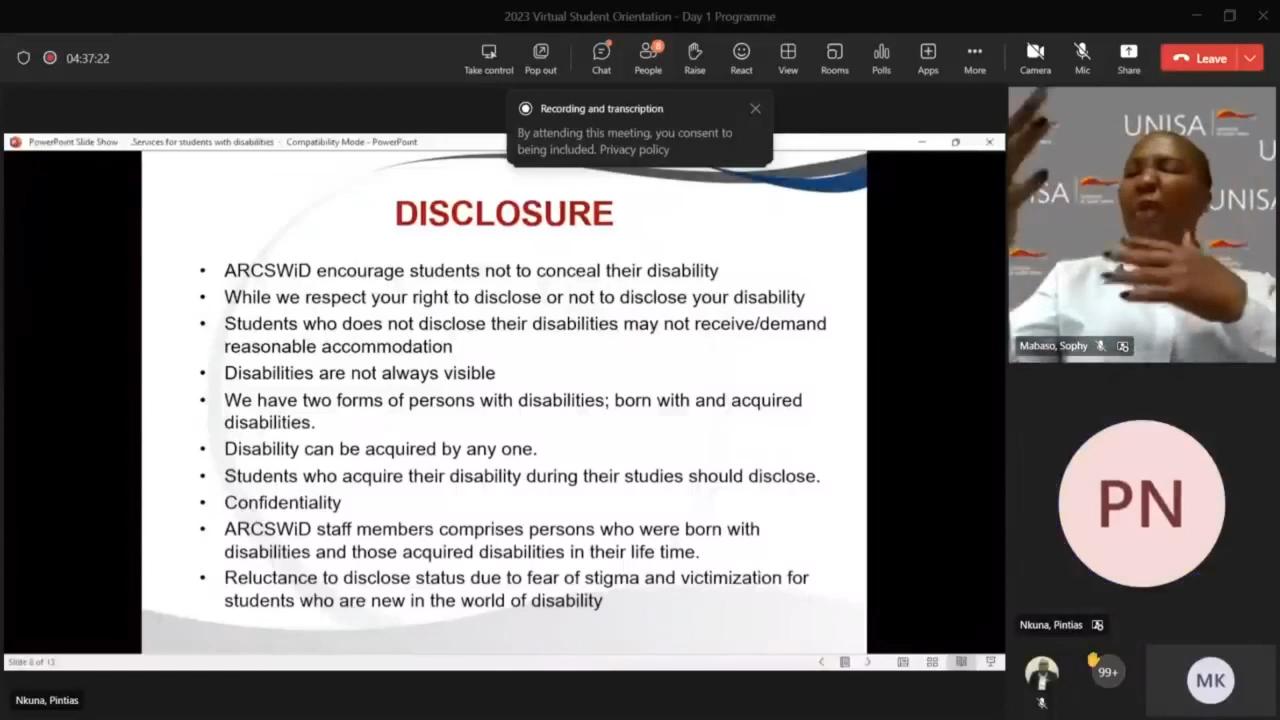 2023 Virtual Student Orientation - Day 1 Programme
04:37:22
Take control
Pop out
Chat
8
People
Raise
React
View
Rooms
Polls
Apps
More
Camera
Mic
Share
Leave
Recording and transcription
By attending this meeting, you consent to
being included. Privacy policy
PowerPoint Slide Show - Services for students with disabilities - Compatibility Mode - PowerPoint
DISCLOSURE
• ARCSWiD encourage students not to conceal their disability
• While we respect your right to disclose or not to disclose your disability
• Students who does not disclose their disabilities may not receive/demand
reasonable accommodation
• Disabilities are not always visible
• We have two forms of persons with disabilities; born with and acquired
disabilities.
• Disability can be acquired by any one.
• Students who acquire their disability during their studies should disclose.
• Confidentiality
• ARCSWiD staff members comprises persons who were born with
disabilities and those acquired disabilities in their life time.
• Reluctance to disclose status due to fear of stigma and victimization for
students who are new in the world of disability
Slide 8 of 13
Nkuna, Pintias
UNISA
U
ISA
UNISA
Mabaso, Sophy
PN
Nkuna, Pintias
99+
MK